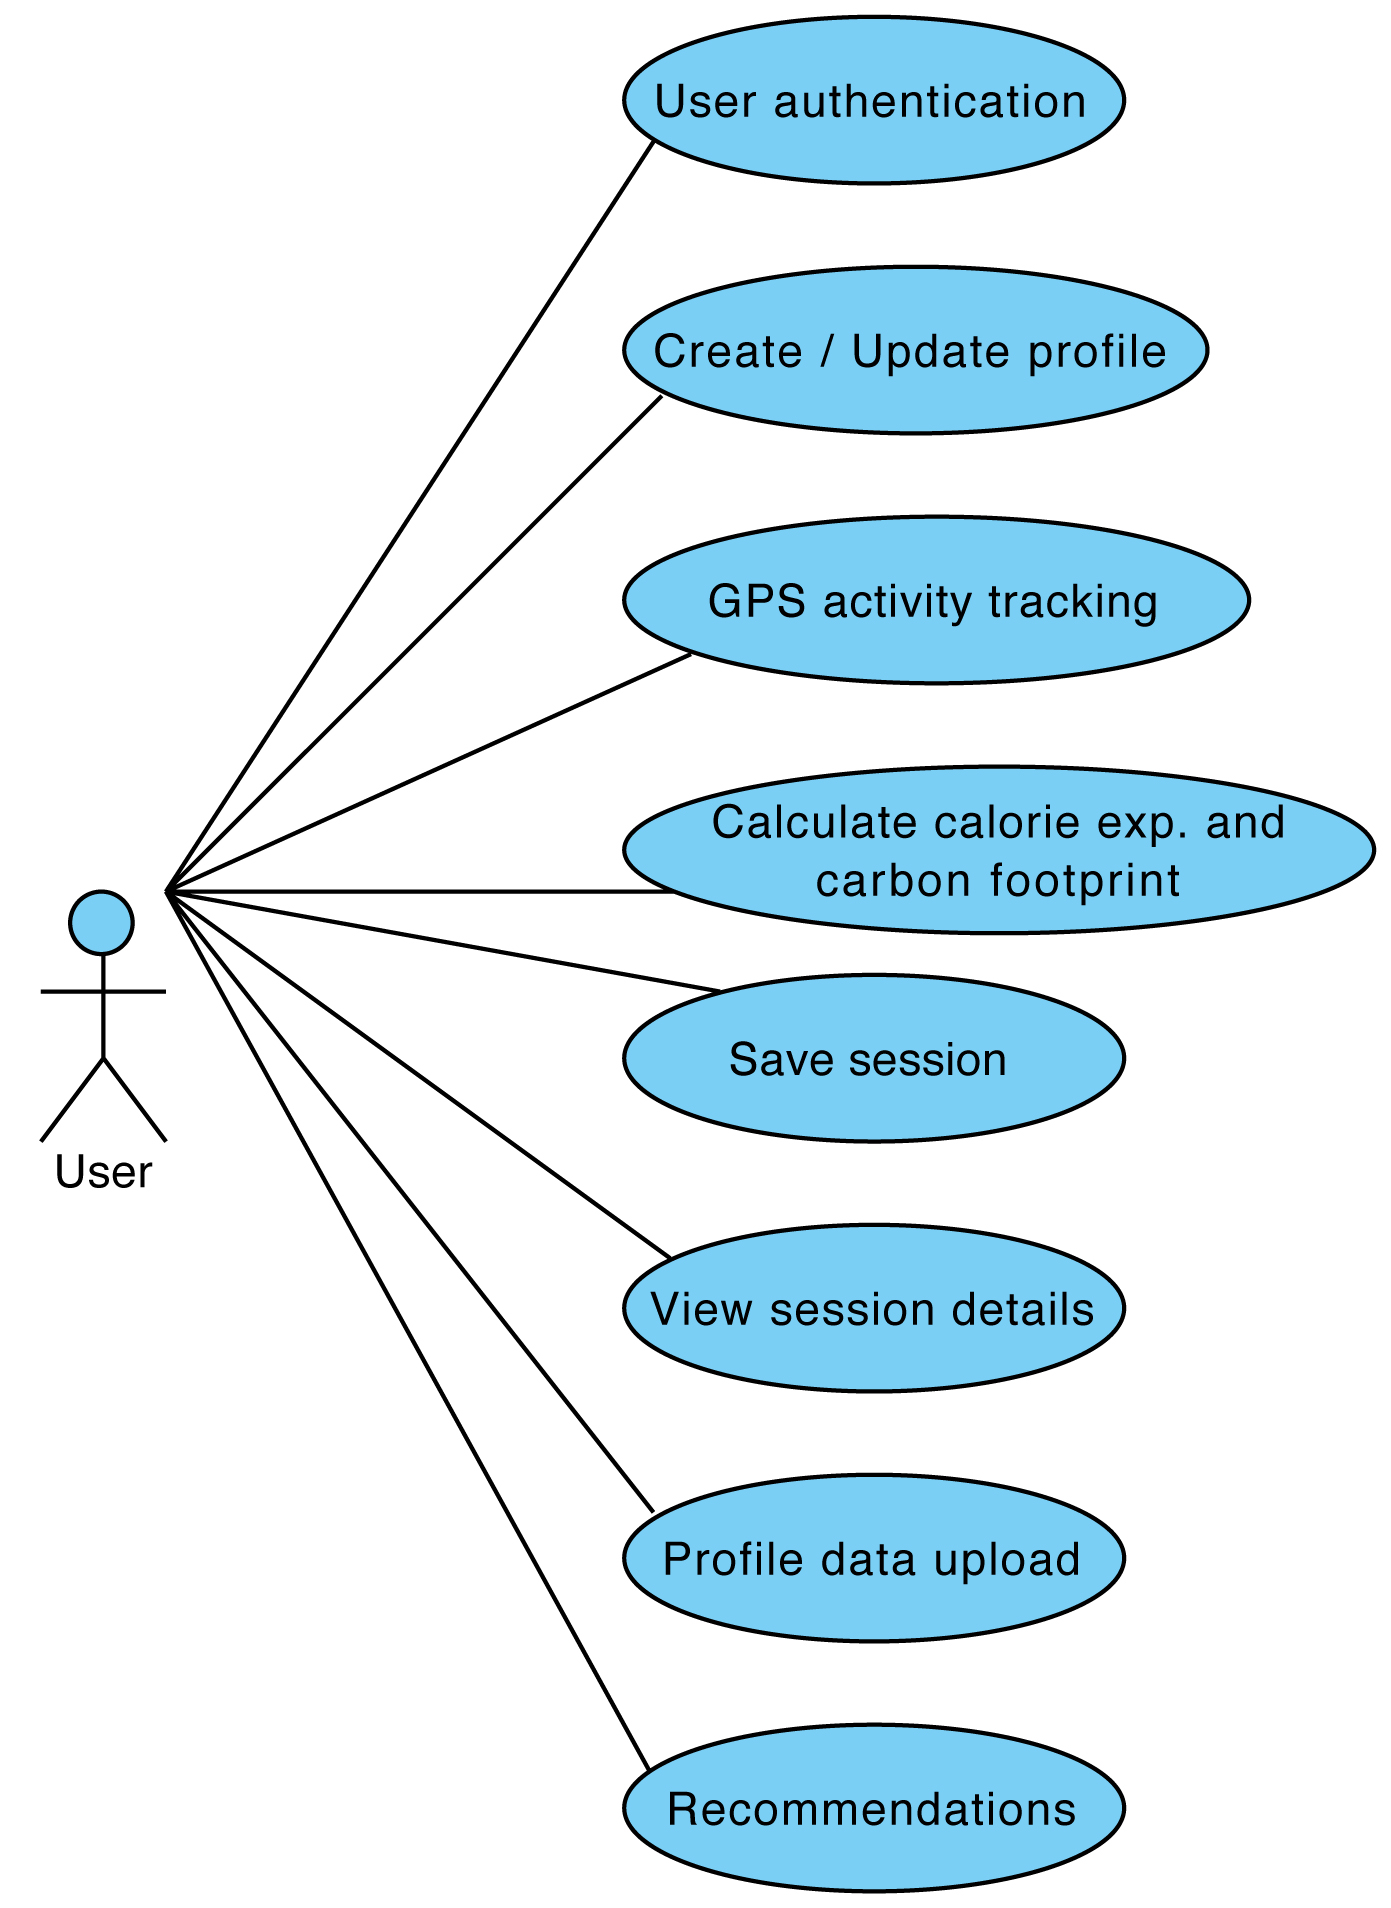 User authentication
Create / Update profile
GPS activity tracking
Calculate calorie exp. and
carbon footprint
Save session
User
View session details
Profile data upload
Recommendations